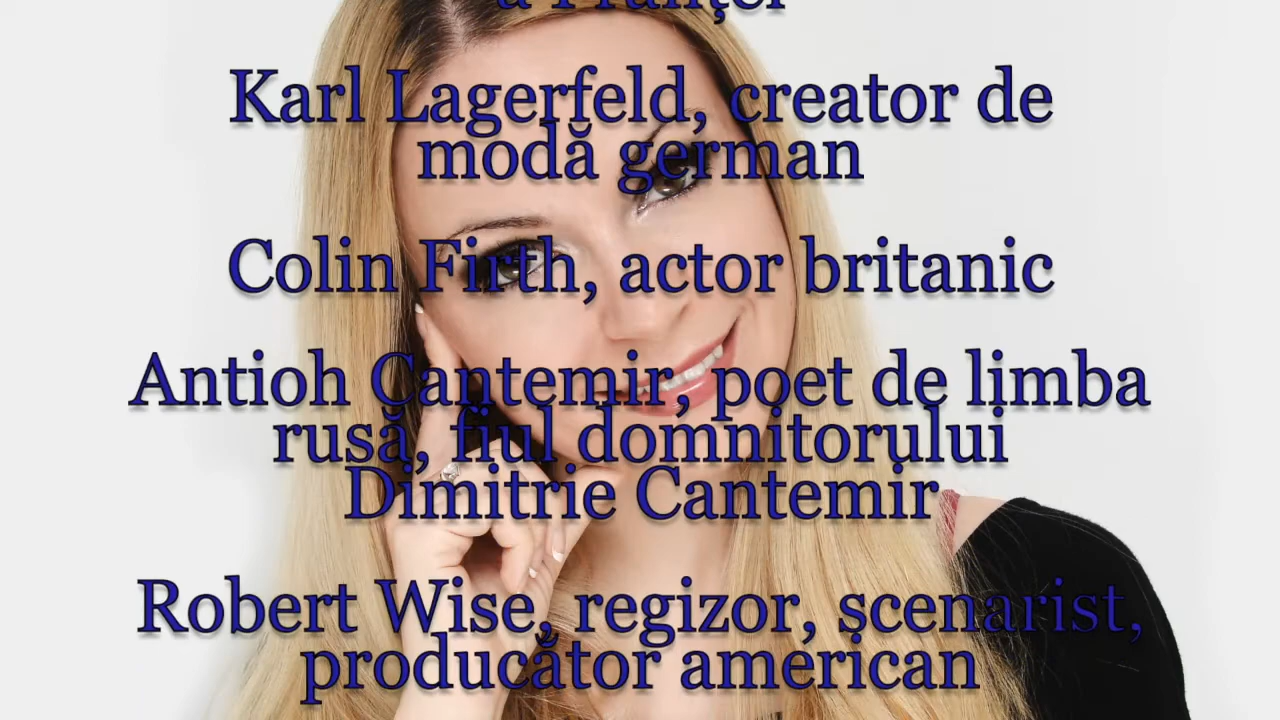 a Franței
Karl Lagerfeld, creator de
modă german
Colin Firth, actor britanic
Antioh Cantemir, poet de limba
rusă, fiul domnitorului
Dimitrie Cantemir
Robert Wise, regizor, scenarist,
producător american